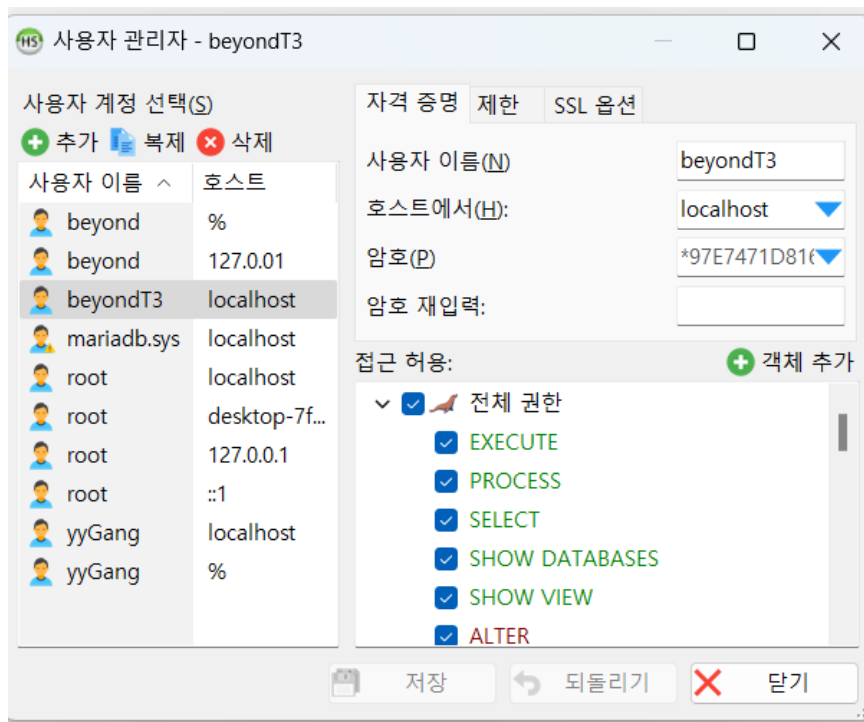 HS 사용자 관리자 - beyondT3
사용자 계정 선택(S)
추가 복제 삭제
사용자 이름 호스트
beyond %
beyond 127.0.01
beyondT3 localhost
mariadb.sys localhost
root localhost
root desktop-7f...
root 127.0.0.1
root ::1
yyGang localhost
yyGang %
자격 증명 제한 SSL 옵션
사용자 이름(N) beyondT3
호스트에서(H): localhost
암호(P) *97E7471D816
암호 재입력:
접근 허용: 객체 추가
전체 권한
EXECUTE
PROCESS
SELECT
SHOW DATABASES
SHOW VIEW
ALTER
저장 되돌리기 닫기